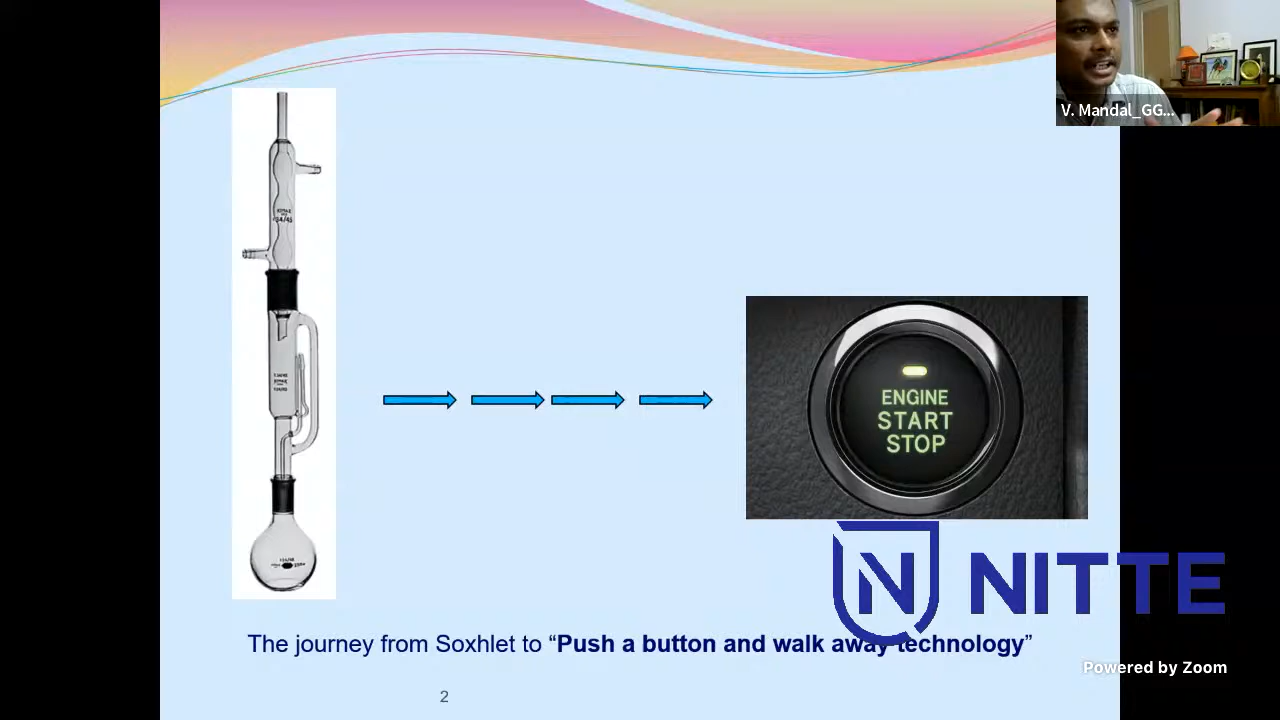 V. Mandal_GG...
ENGINE
START
STOP
NITTE
The journey from Soxhlet to “Push a button and walk away technology”
Powered by Zoom
2